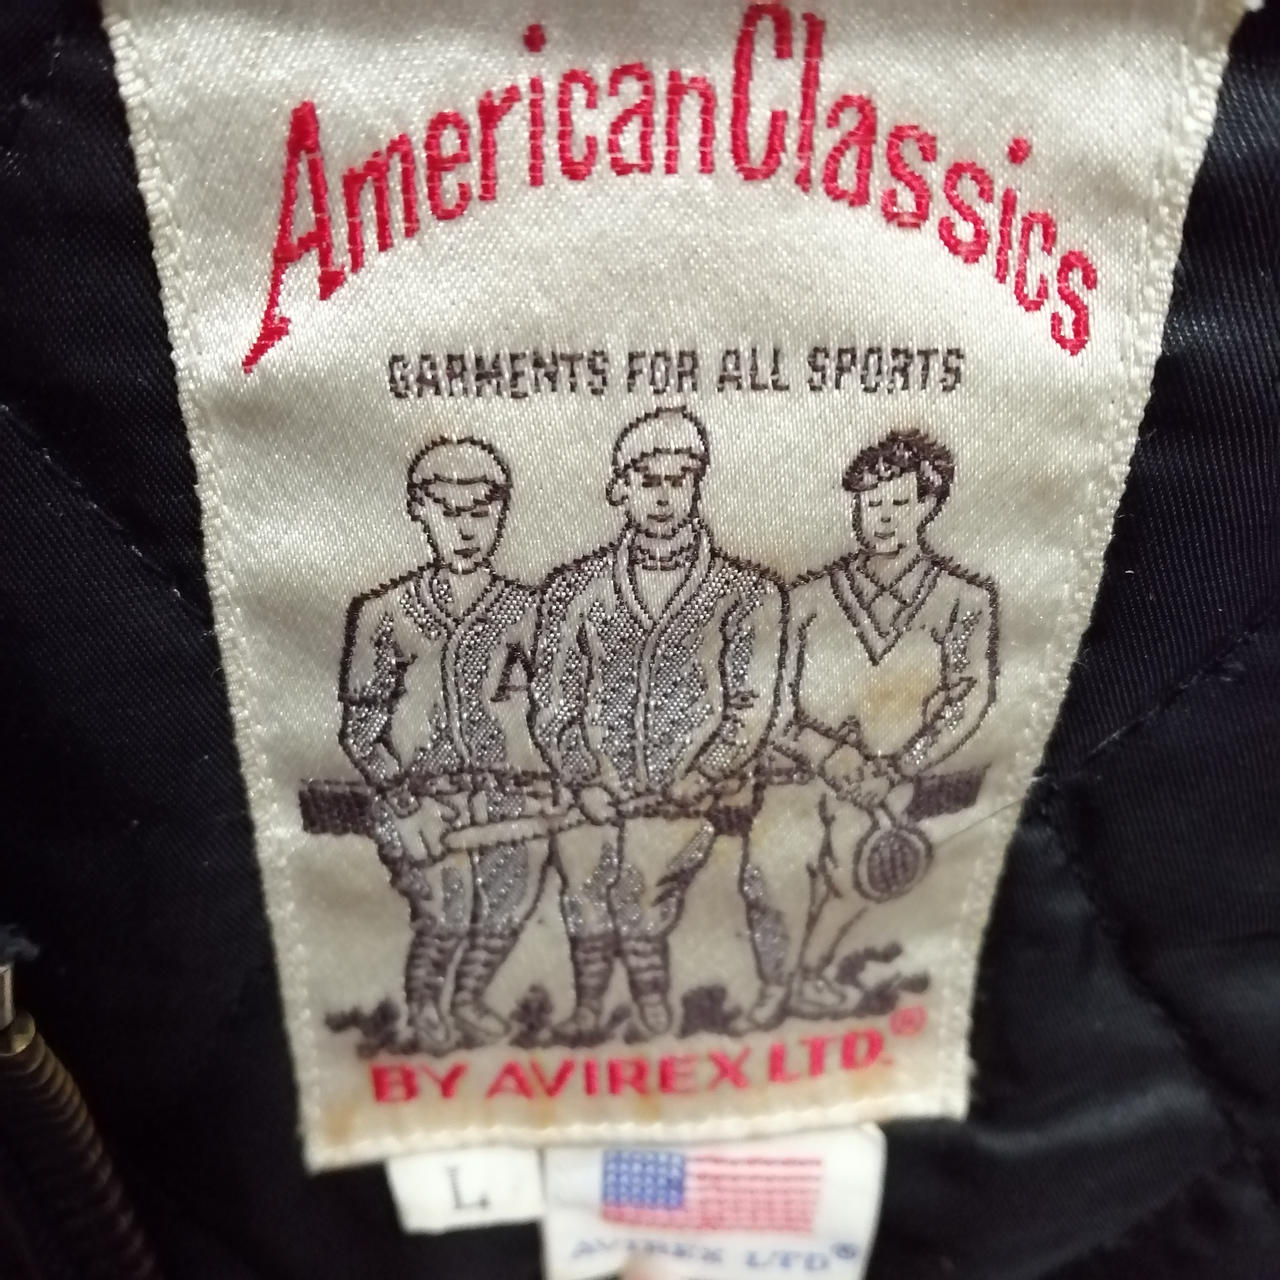 AmericanClassics
GARMENTS FOR ALL SPORTS
A
BY AVIREX LTD.®
L
AVIREX LTD®